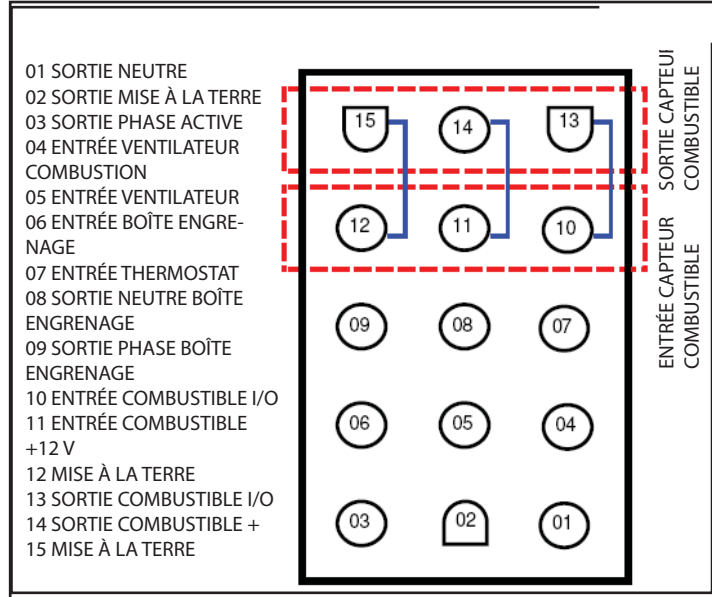 01 SORTIE NEUTRE
02 SORTIE MISE À LA TERRE
03 SORTIE PHASE ACTIVE
04 ENTRÉE VENTILATEUR
COMBUSTION
05 ENTRÉE VENTILATEUR
06 ENTRÉE BOÎTE ENGRE-
NAGE
07 ENTRÉE THERMOSTAT
08 SORTIE NEUTRE BOÎTE
ENGRENAGE
09 SORTIE PHASE BOÎTE
ENGRENAGE
10 ENTRÉE COMBUSTIBLE I/O
11 ENTRÉE COMBUSTIBLE
+12 V
12 MISE À LA TERRE
13 SORTIE COMBUSTIBLE I/O
14 SORTIE COMBUSTIBLE +
15 MISE À LA TERRE
15 14 13
12 11 10
09 08 07
06 05 04
03 02 01
SORTIE CAPTEU
COMBUSTIBLE
ENTRÉE CAPTEUR
COMBUSTIBLE